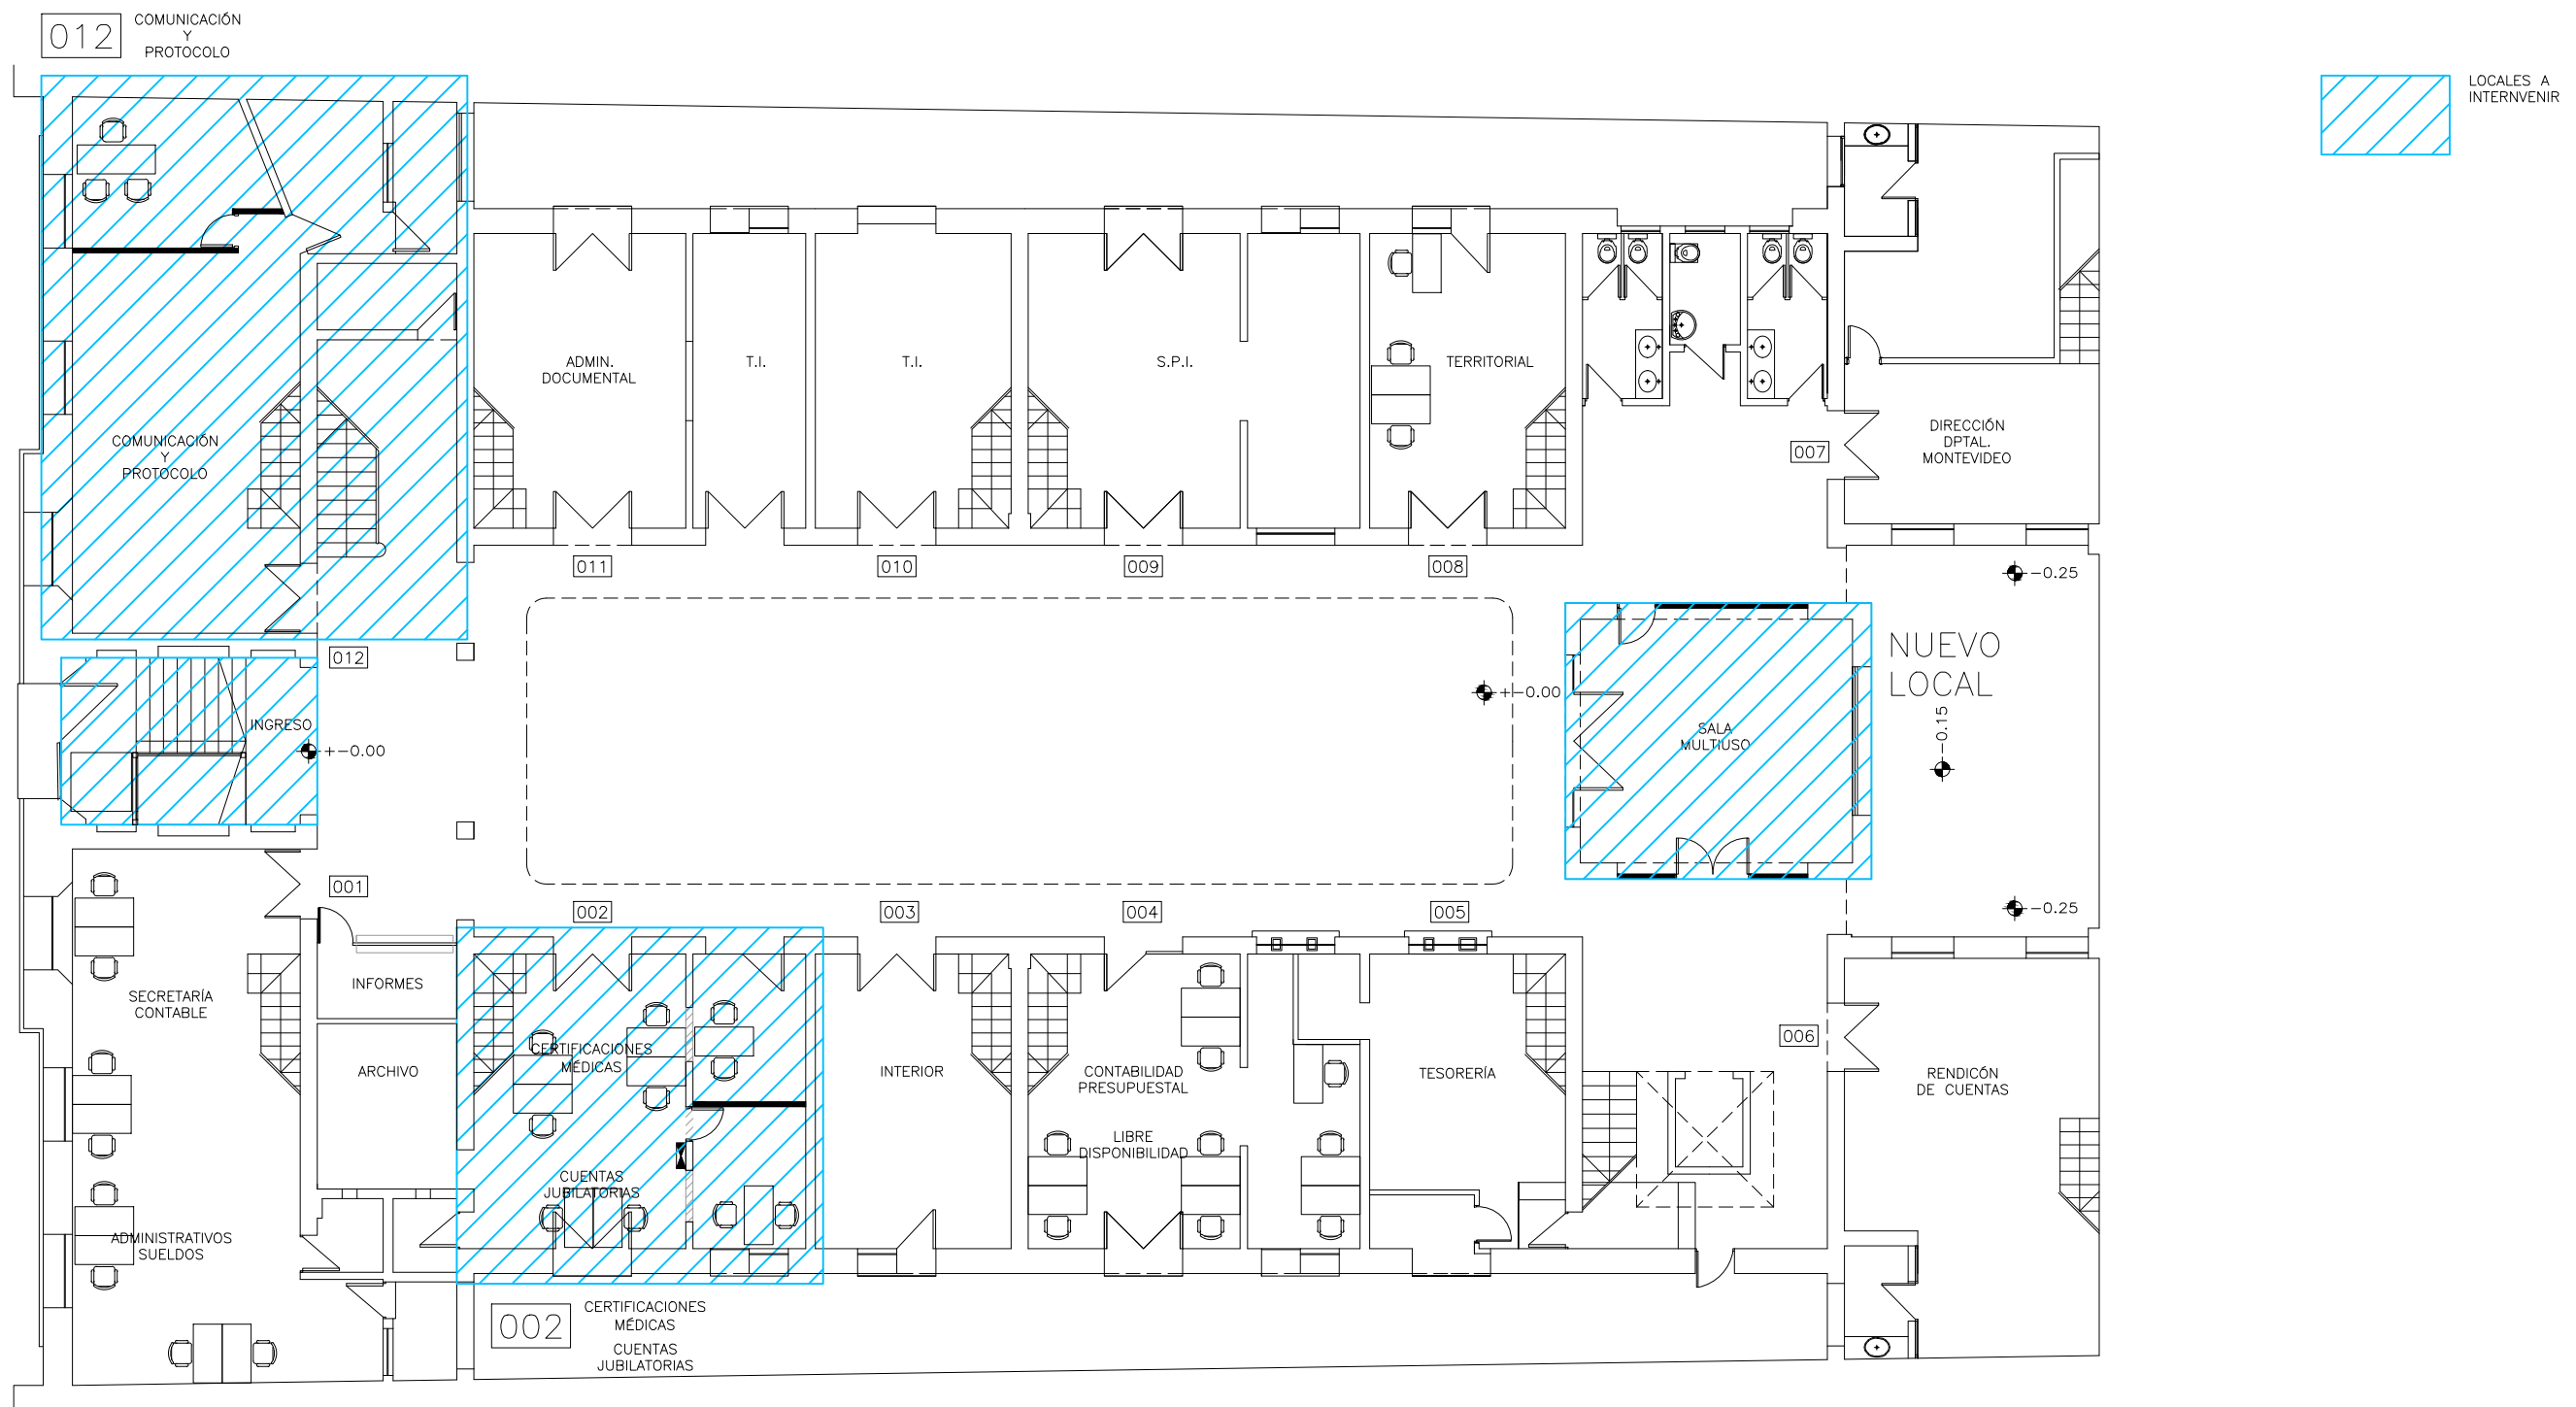 012
COMUNICACIÓN
Y
PROTOCOLO
LOCALES A
INTERNVENIR
ADMIN.
DOCUMENTAL
T.I.
T.I.
S.P.I.
TERRITORIAL
COMUNICACIÓN
Y
PROTOCOLO
007
DIRECCIÓN
DPTAL.
MONTEVIDEO
011
010
009
008
-0.25
012
NUEVO
LOCAL
+-0.00
INGRESO
+-0.00
SALA
MULTIUSO
-0.15
001
002
003
004
005
-0.25
INFORMES
SECRETARÍA
CONTABLE
ARCHIVO
CERTIFICACIONES
MÉDICAS
INTERIOR
CONTABILIDAD
PRESUPUESTAL
TESORERÍA
006
RENDICÓN
DE CUENTAS
LIBRE
DISPONIBILIDAD
CUENTAS
JUBILATORIAS
ADMINISTRATIVOS
SUELDOS
002
CERTIFICACIONES
MÉDICAS
CUENTAS
JUBILATORIAS